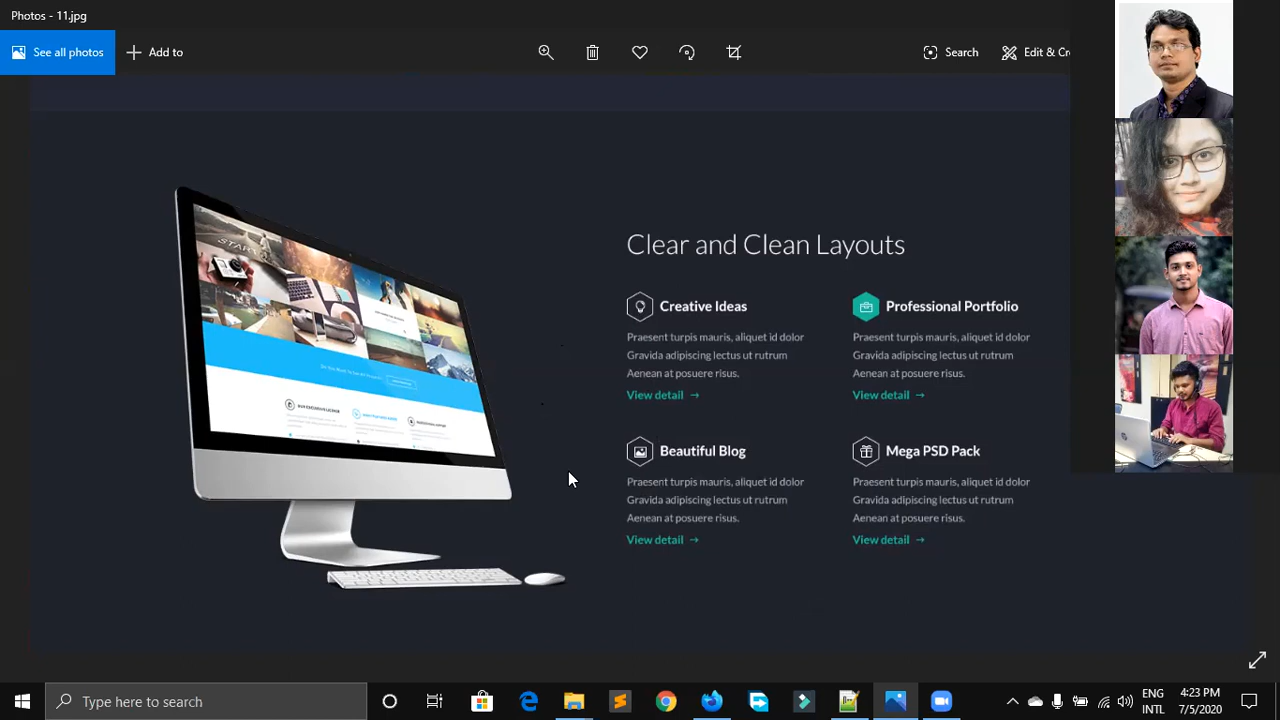 Photos - 11.jpg
See all photos
Add to
Search
Edit & Cr
START
Clear and Clean Layouts
Creative Ideas
Praesent turpis mauris, aliquet id dolor
Gravida adipiscing lectus ut rutrum
Aenean at posuere risus.
View detail →
Professional Portfolio
Praesent turpis mauris, aliquet id dolor
Gravida adipiscing lectus ut rutrum
Aenean at posuere risus.
View detail →
Beautiful Blog
Praesent turpis mauris, aliquet id dolor
Gravida adipiscing lectus ut rutrum
Aenean at posuere risus.
View detail →
Mega PSD Pack
Praesent turpis mauris, aliquet id dolor
Gravida adipiscing lectus ut rutrum
Aenean at posuere risus.
View detail →
Type here to search
ENG
INTL
4:23 PM
7/5/2020